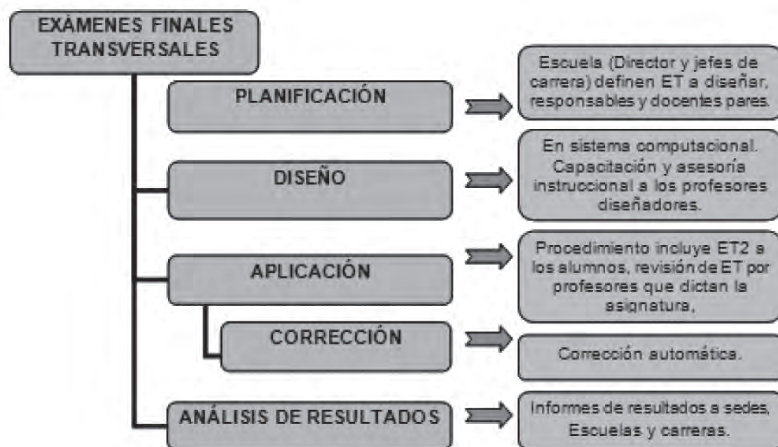 EXÁMENES FINALES
TRANSVERSALES
PLANIFICACIÓN
Escuela (Director y jefes de
carrera) definen ET a diseñar,
responsables y docentes pares.
DISEÑO
En sistema computacional.
Capacitación y asesoría
instruccional a los profesores
diseñadores.
APLICACIÓN
Procedimiento incluye ET2 a
los alumnos, revisión de ET por
profesores que dictan la
asignatura,
CORRECCIÓN
Corrección automática.
ANÁLISIS DE RESULTADOS
Informes de resultados a sedes,
Escuelas y carreras.